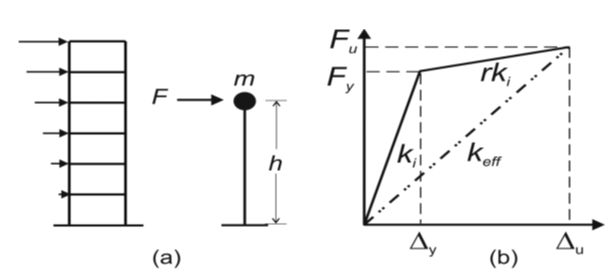 F
m
h
(a)
F_u
F_y
rk_i
k_i
k_eff
Δ_y
Δ_u
(b)